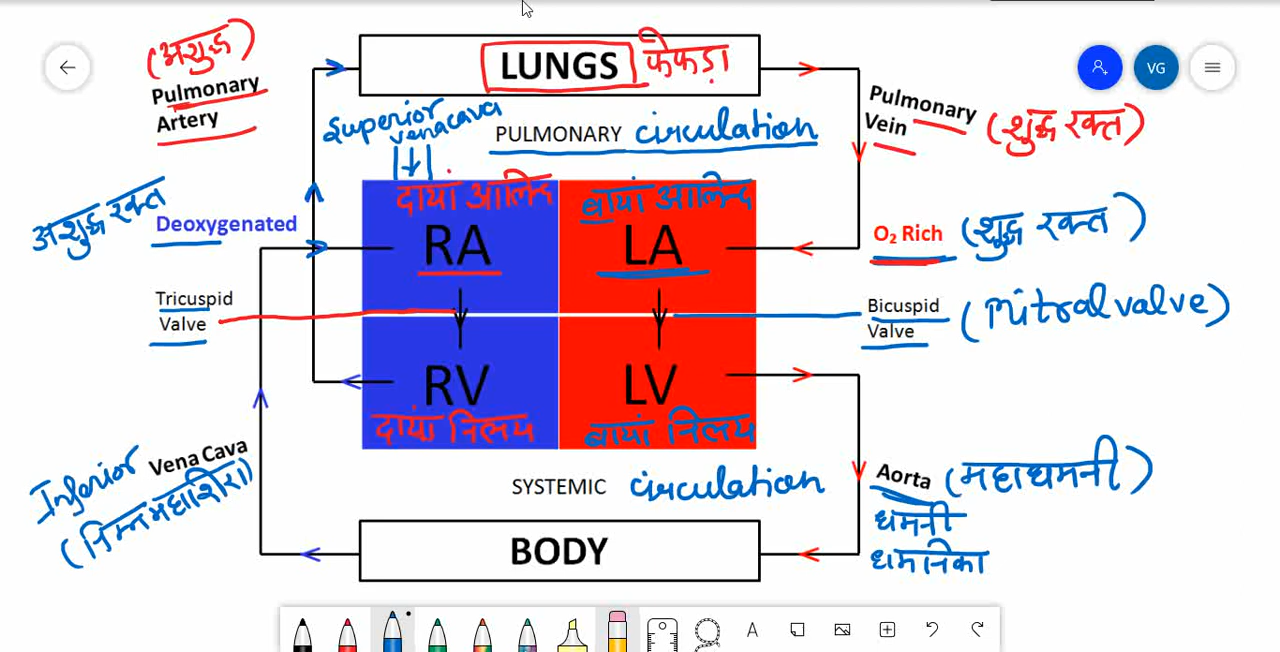 (अशुद्ध)
Pulmonary
Artery
LUNGS फेफड़ा
VG
Superior
venacava
PULMONARY circulation
Pulmonary
Vein
(शुद्ध रक्त)
अशुद्ध रक्त
Deoxygenated
दायां आलिन्द
RA
बायां आलिन्द
LA
O₂ Rich (शुद्ध रक्त)
Tricuspid
Valve
Bicuspid
Valve
(Mitral valve)
RV
दायां निलय
LV
बायां निलय
Inferior Vena Cava
(निम्न महाशिरा)
SYSTEMIC circulation
Aorta (महाधमनी)
धमनी
धमनिका
BODY
A